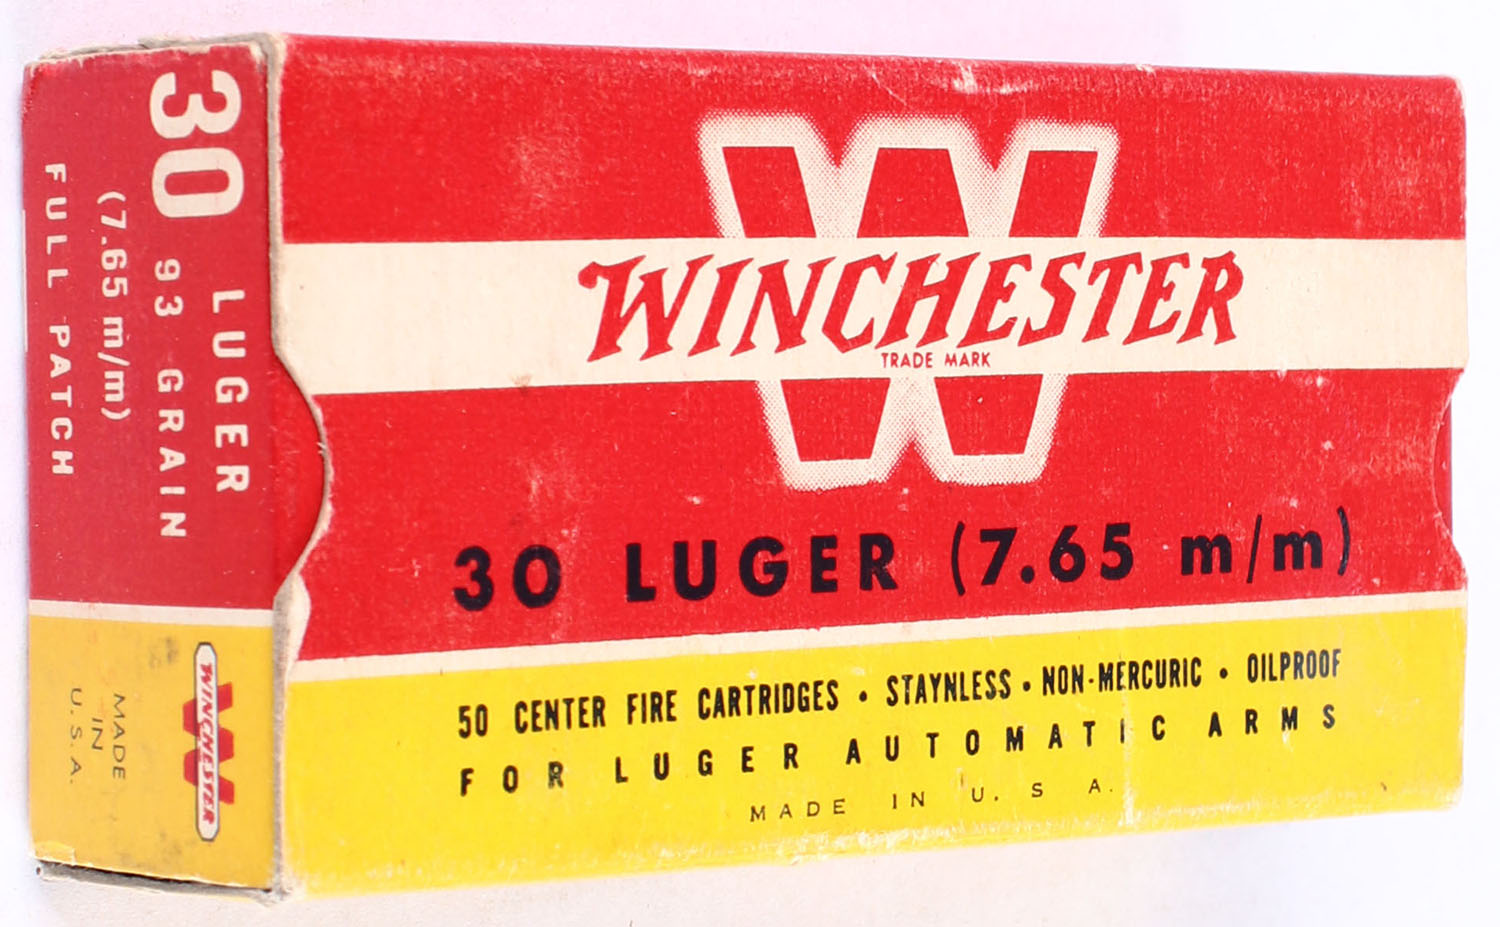 W
WINCHESTER
TRADE MARK
30 LUGER (7.65 m/m)
50 CENTER FIRE CARTRIDGES • STAYNLESS • NON-MERCURIC • OILPROOF
FOR LUGER AUTOMATIC ARMS
MADE IN U. S. A.
30 LUGER
93 GRAIN
(7.65 m/m)
FULL PATCH
W
WINCHESTER
MADE
IN
U.S.A.